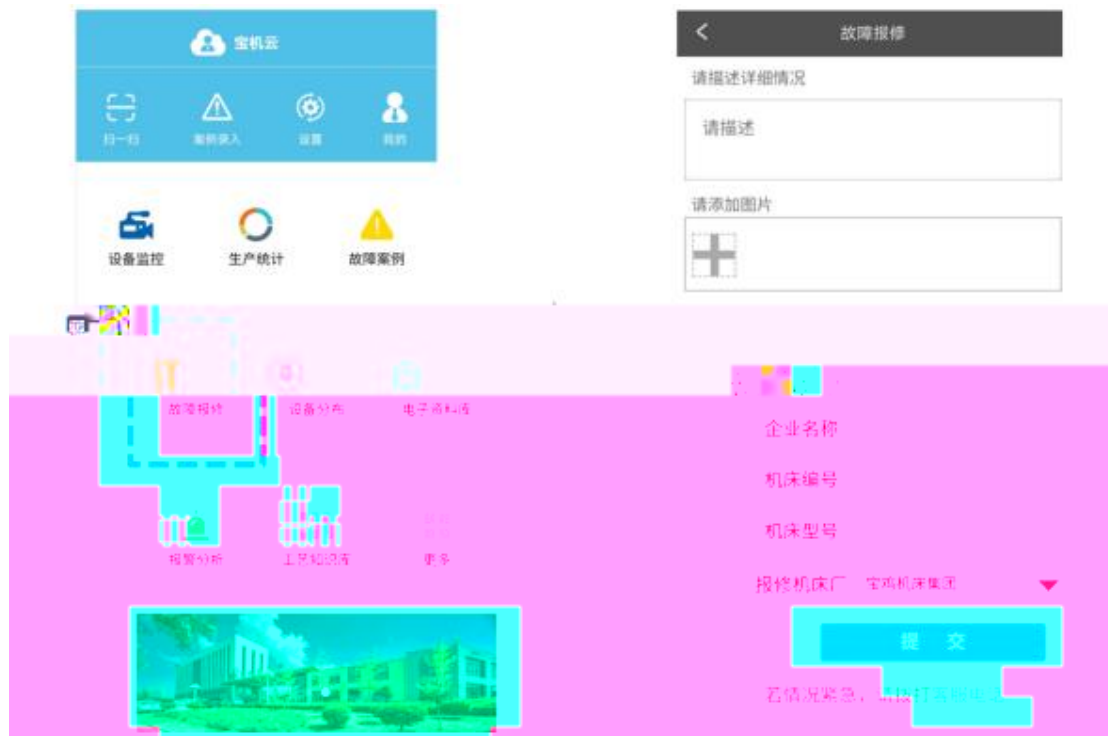 宝机云
扫一扫 案例录入 设置 我的
设备监控 生产统计 故障案例
故障报修 设备分布 电子资料库
报警分析 工艺知识库 更多
故障报修
请描述详细情况
请描述
请添加图片
企业名称
机床编号
机床型号
报修机床厂 宝鸡机床集团
提 交
若情况紧急，请拨打客服电话